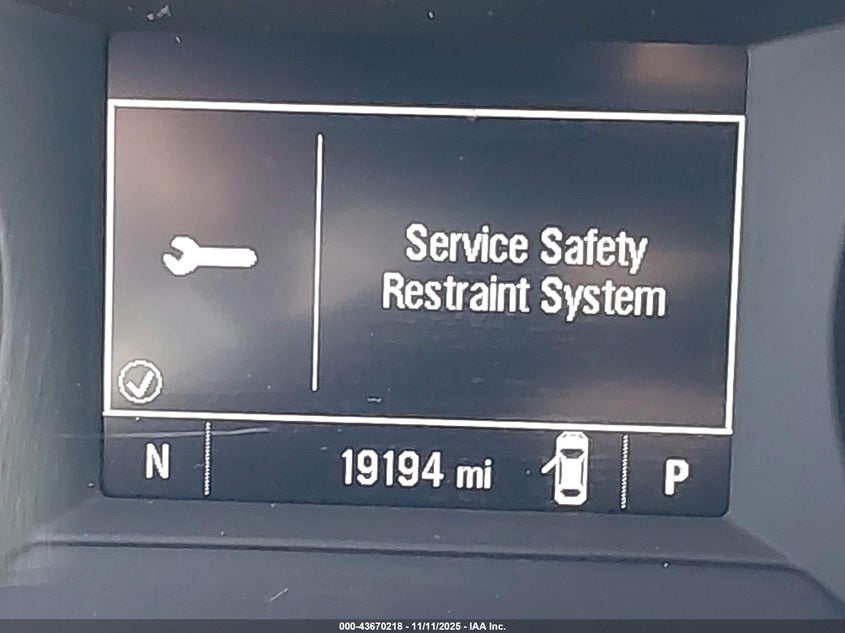 Service Safety
Restraint System
N 19194 mi P
000-43670218 - 11/11/2025 - IAA Inc.